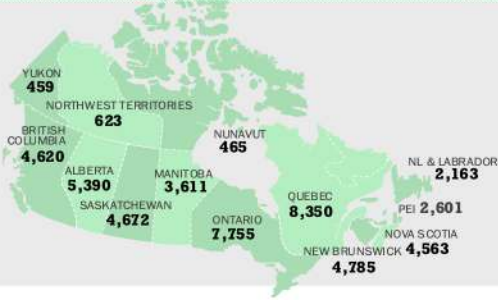 YUKON
459
NORTHWEST TERRITORIES
623
NUNAVUT
465
BRITISH
COLUMBIA
4,620
ALBERTA
5,390
SASKATCHEWAN
4,672
MANITOBA
3,611
ONTARIO
7,755
QUEBEC
8,350
NL & LABRADOR
2,163
PEI 2,601
NOVA SCOTIA
4,563
NEW BRUNSWICK
4,785